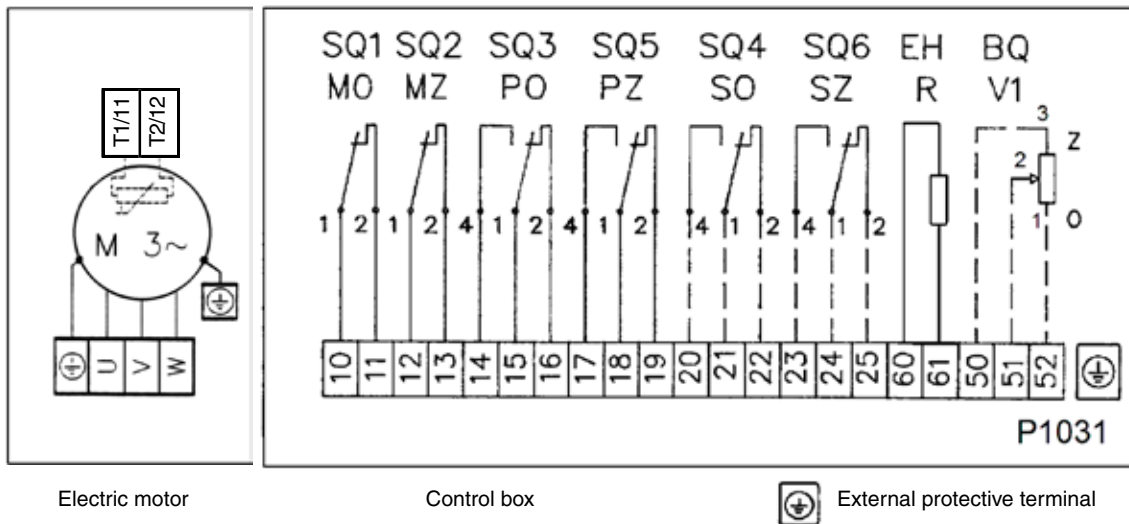 SQ1 SQ2 SQ3 SQ5 SQ4 SQ6 EH BQ
MO MZ PO PZ SO SZ R V1
T1/11 T2/12
3
Z
2
1 O
1 2 1 2 4 1 2 4 1 2 4 1 2 4 1 2
M 3~
U V W
10 11 12 13 14 15 16 17 18 19 20 21 22 23 24 25 60 61 50 51 52
P1031
Electric motor Control box External protective terminal